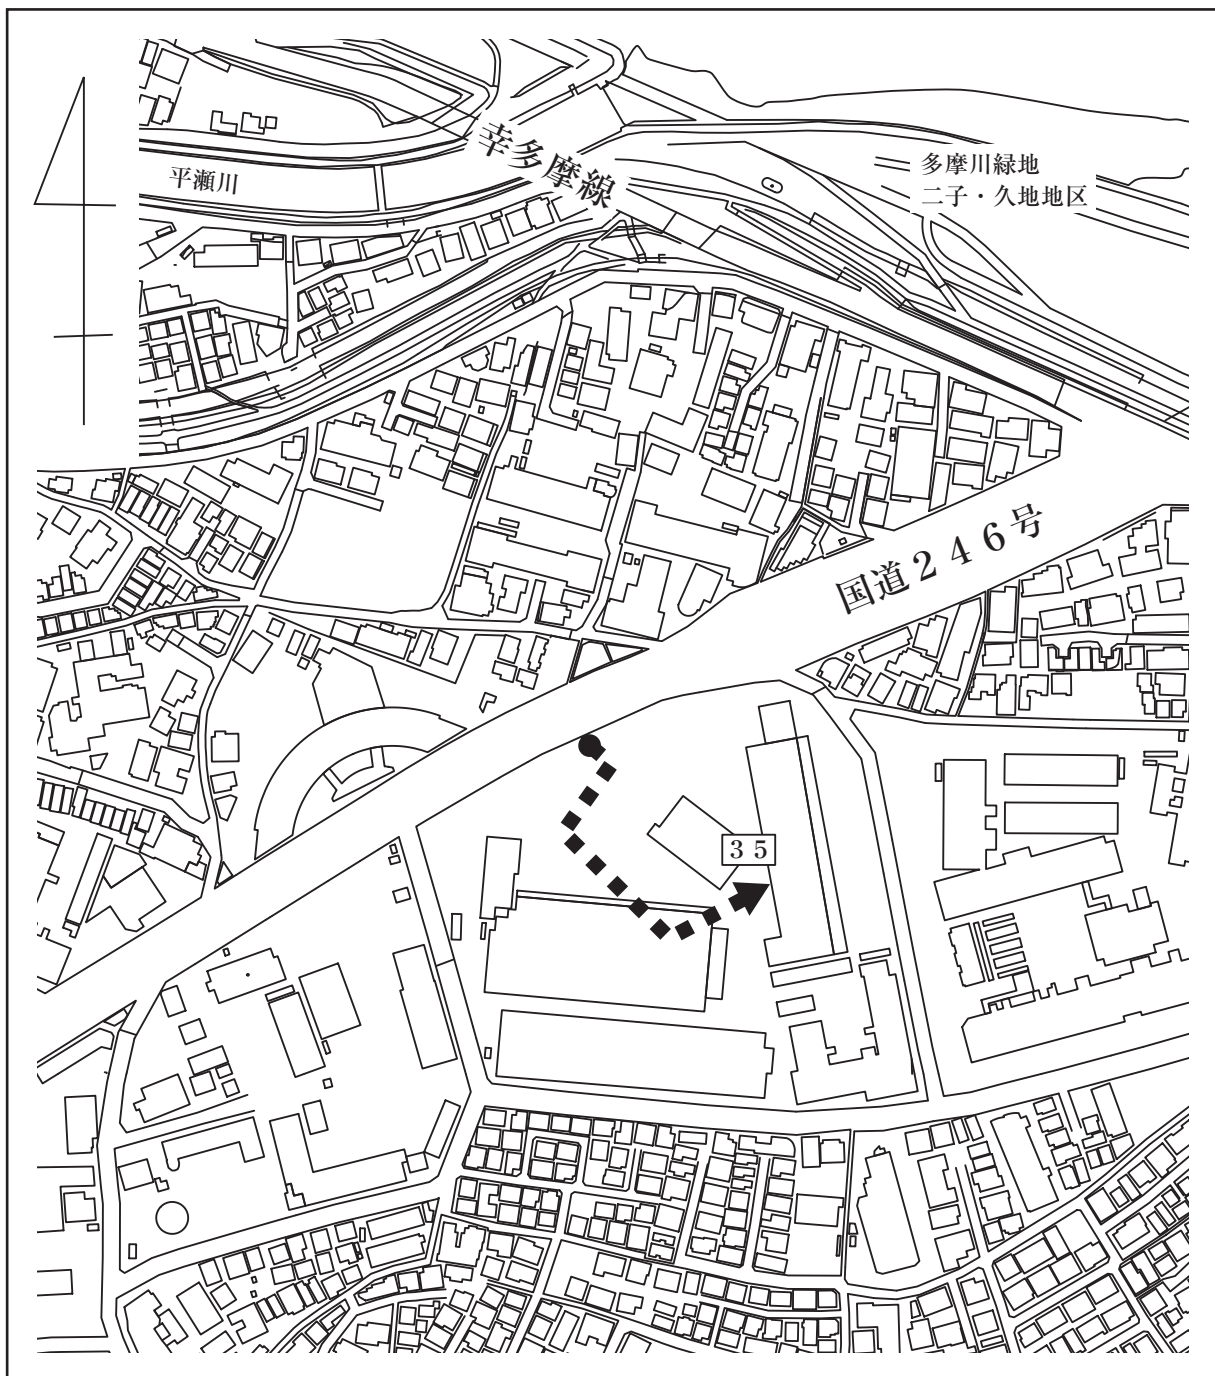 幸多摩線
平瀬川
多摩川緑地
二子・久地地区
国道２４６号
３５